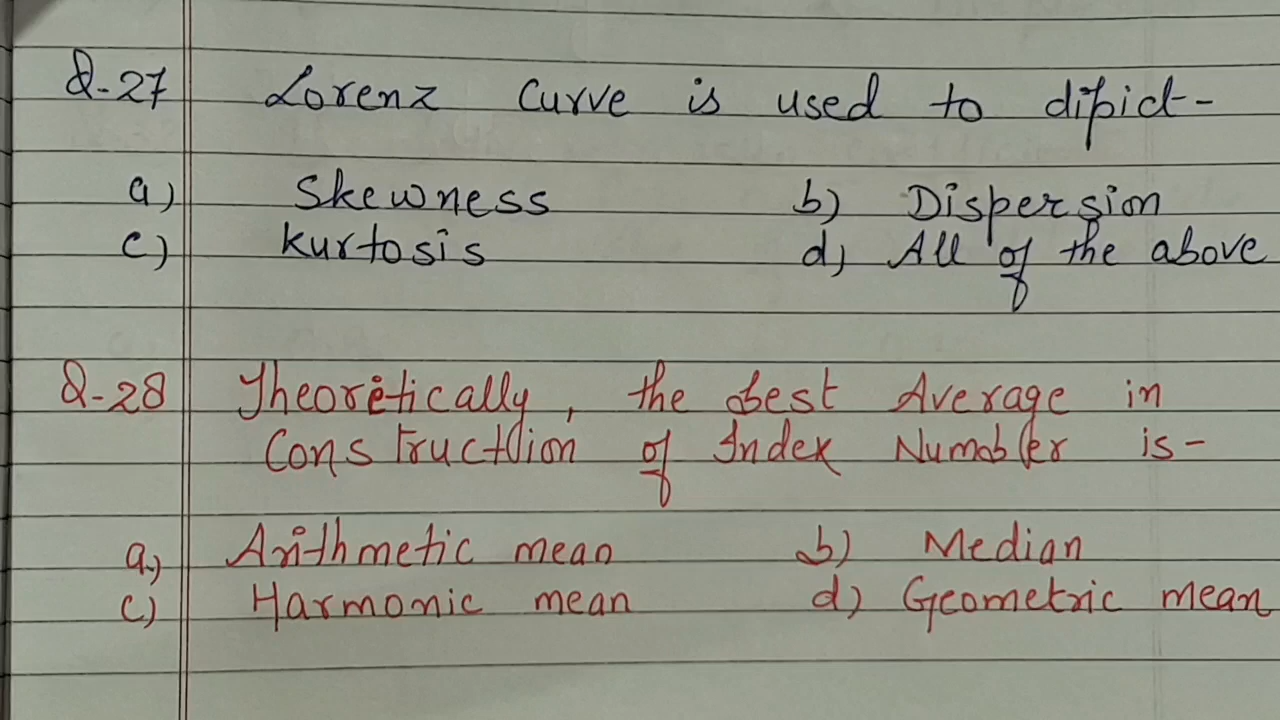 Q-27 Lorenz Curve is used to dipict-
a) Skewness b) Dispersion
c) Kurtosis d) All of the above
Q-28 Theoretically, the best Average in
Construction of Index Number is-
a) Arithmetic mean b) Median
c) Harmonic mean d) Geometric mean